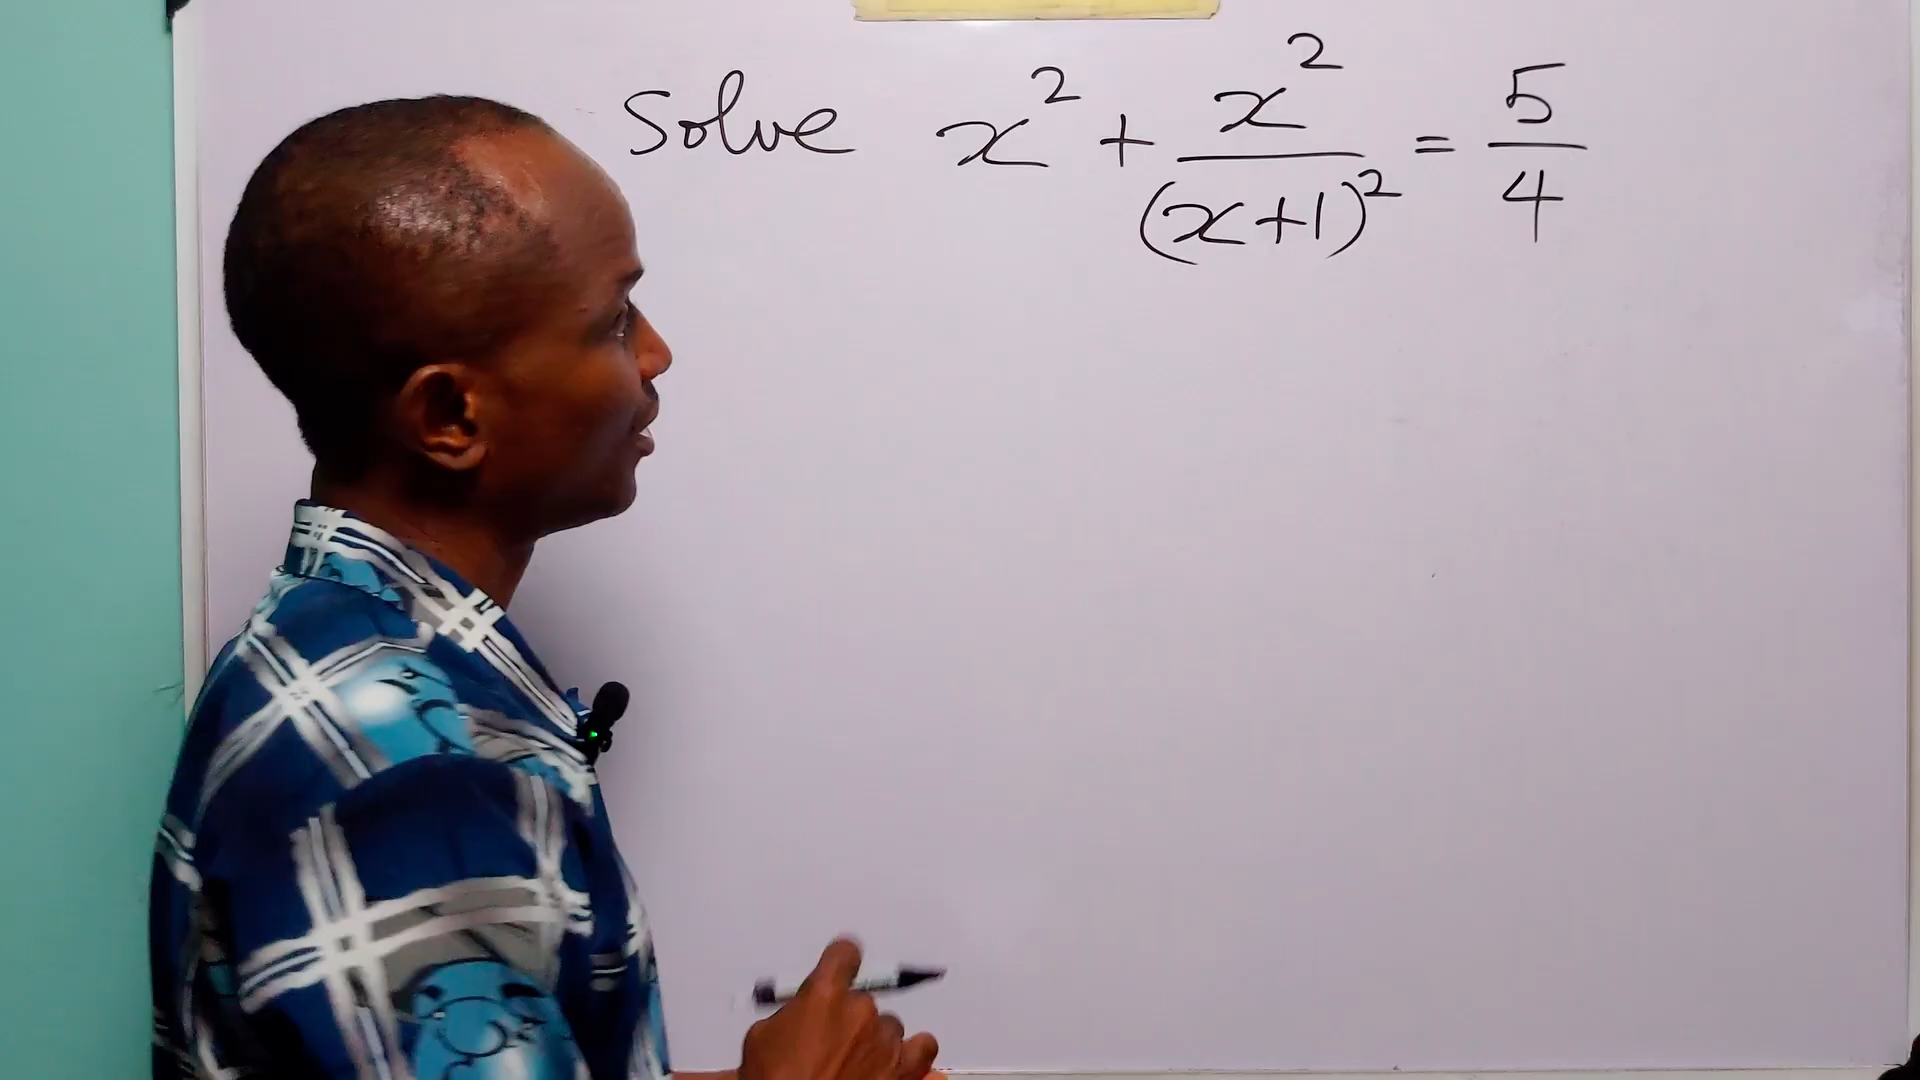 Solve x² + x²/(x+1)² = 5/4